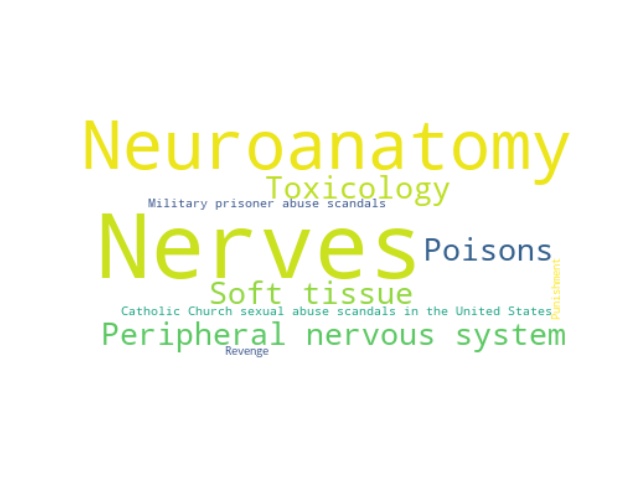 Neuroanatomy
Toxicology
Military prisoner abuse scandals
Nerves
Poisons
Soft tissue
Punishment
Catholic Church sexual abuse scandals in the United States
Peripheral nervous system
Revenge